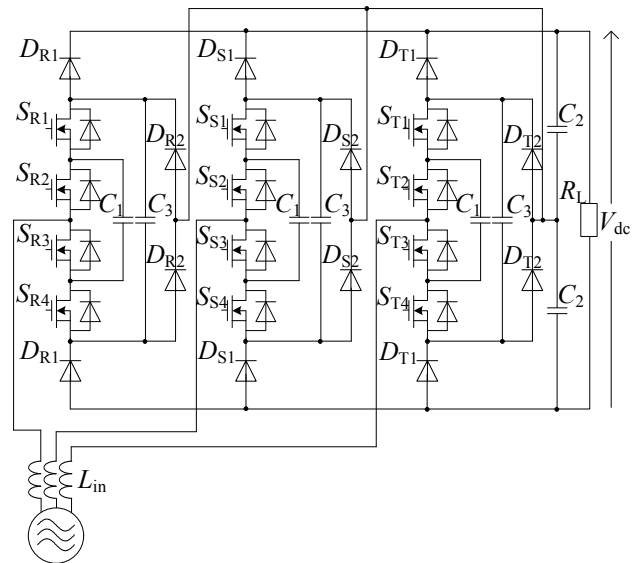 D_R1 D_S1 D_T1
S_R1 S_S1 S_T1 C_2
D_R2 D_S2 D_T2
S_R2 S_S2 S_T2
C_1 C_3 C_1 C_3 C_1 C_3 R_L
V_dc
S_R3 S_S3 S_T3
D_R2 D_S2 D_T2
S_R4 S_S4 S_T4 C_2
D_R1 D_S1 D_T1
L_in